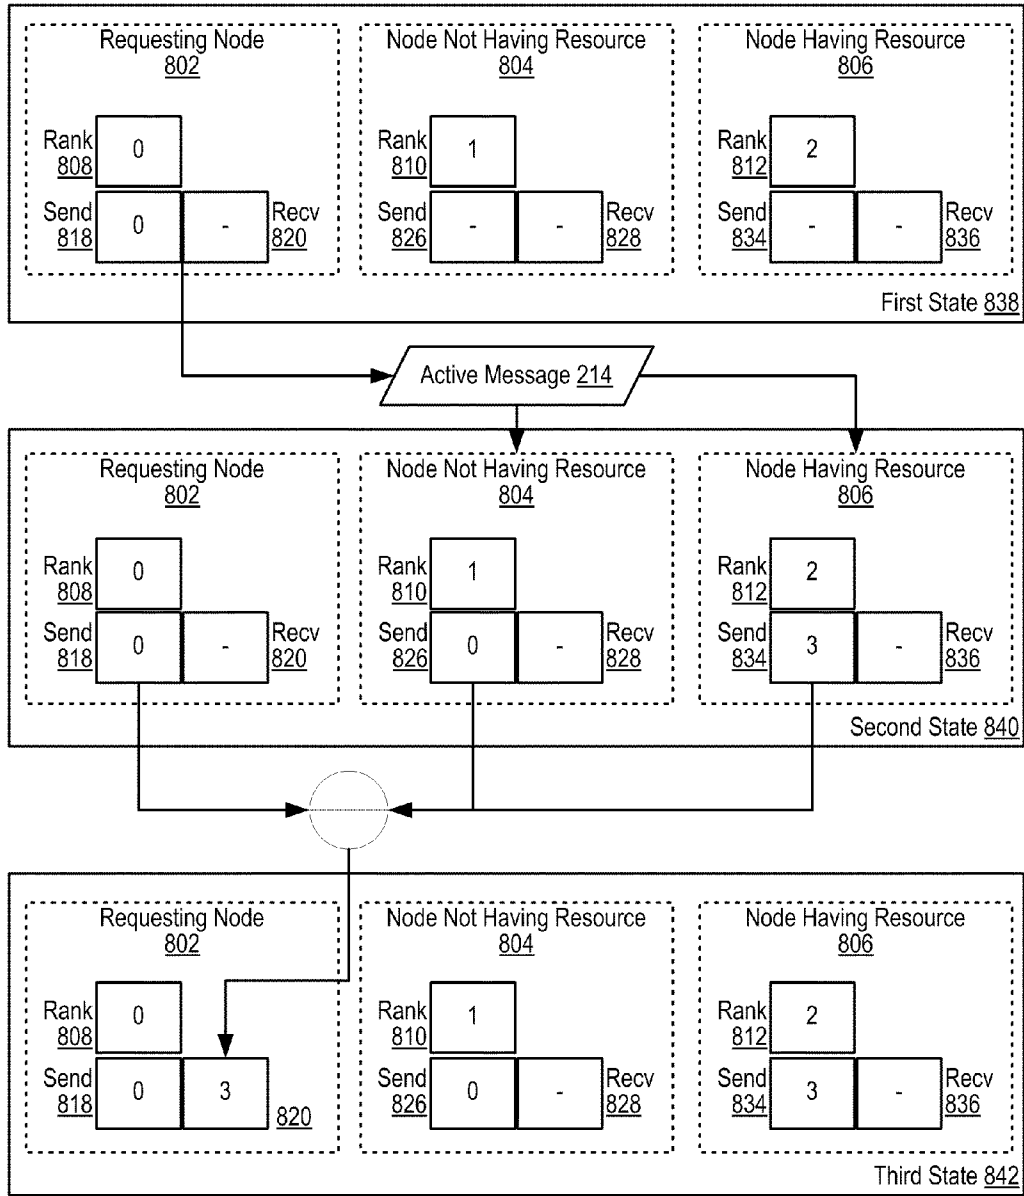 Requesting Node
802
Rank
808
0
Send
818
0
-
Recv
820
Node Not Having Resource
804
Rank
810
1
Send
826
-
-
Recv
828
Node Having Resource
806
Rank
812
2
Send
834
-
-
Recv
836
First State 838
Active Message 214
Requesting Node
802
Rank
808
0
Send
818
0
-
Recv
820
Node Not Having Resource
804
Rank
810
1
Send
826
0
-
Recv
828
Node Having Resource
806
Rank
812
2
Send
834
3
-
Recv
836
Second State 840
Requesting Node
802
Rank
808
0
Send
818
0
3
820
Node Not Having Resource
804
Rank
810
1
Send
826
0
-
Recv
828
Node Having Resource
806
Rank
812
2
Send
834
3
-
Recv
836
Third State 842